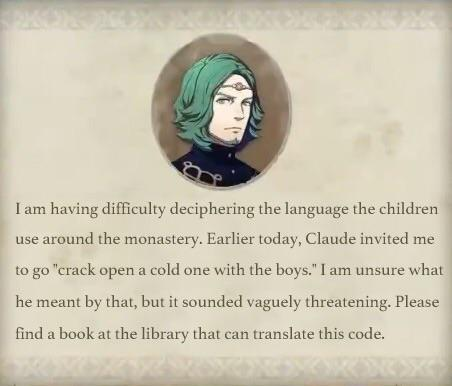 I am having difficulty deciphering the language the children
use around the monastery. Earlier today, Claude invited me
to go "crack open a cold one with the boys." I am unsure what
he meant by that, but it sounded vaguely threatening. Please
find a book at the library that can translate this code.